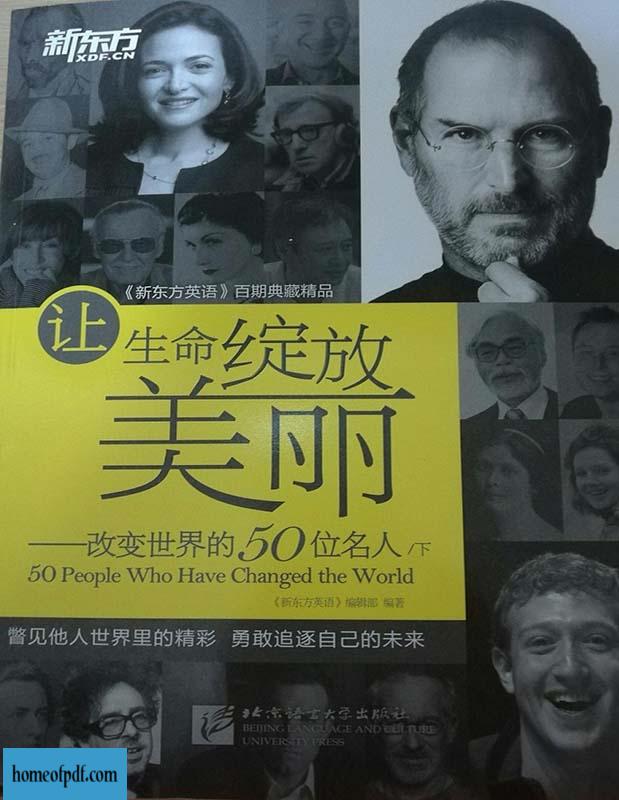 新东方
XDF.CN
《新东方英语》百期典藏精品
让
生命绽放
美丽
——改变世界的50位名人/下
50 People Who Have Changed the World
《新东方英语》编辑部 编著
瞥见他人世界里的精彩 勇敢追逐自己的未来
北京语言大学出版社
BEIJING LANGUAGE AND CULTURE
UNIVERSITY PRESS
homeofpdf.com